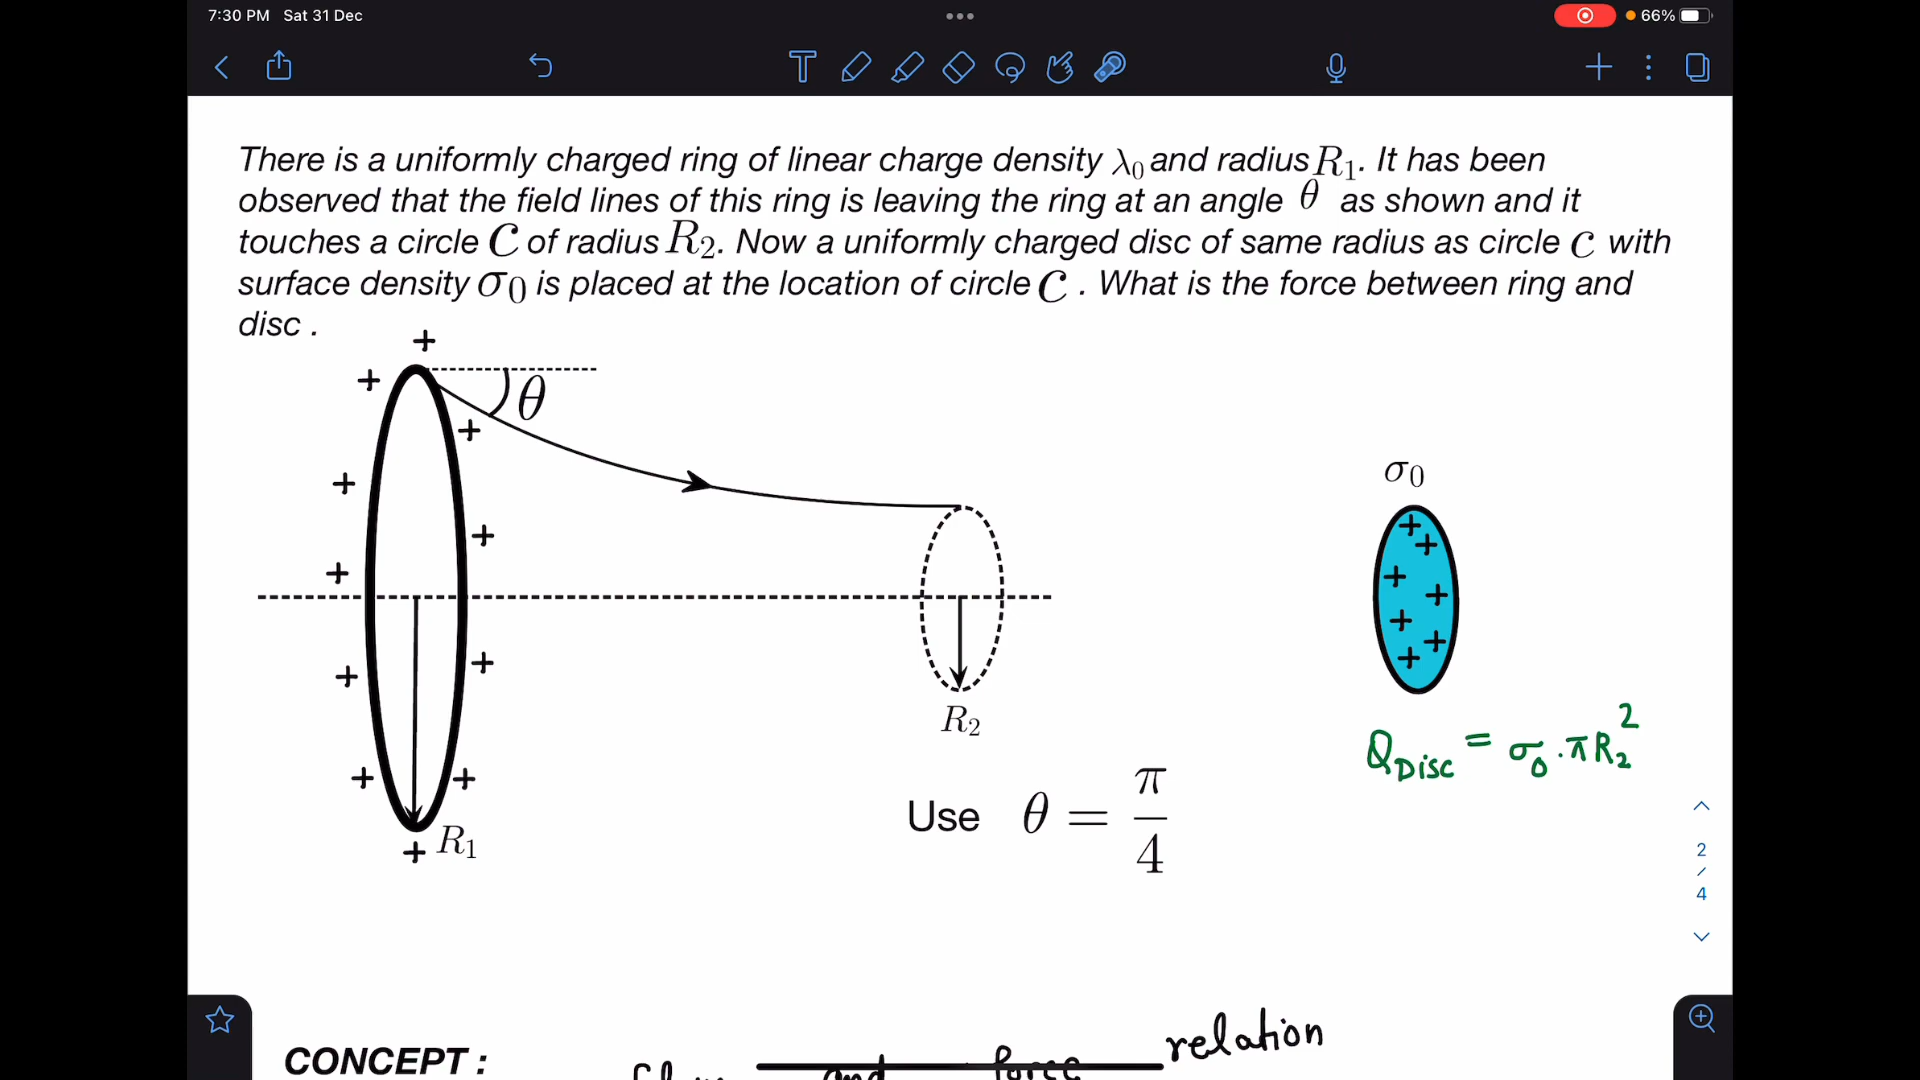 7:30 PM Sat 31 Dec
66%
There is a uniformly charged ring of linear charge density λ₀ and radius R₁. It has been
observed that the field lines of this ring is leaving the ring at an angle θ as shown and it
touches a circle C of radius R₂. Now a uniformly charged disc of same radius as circle C with
surface density σ₀ is placed at the location of circle C. What is the force between ring and
disc .
θ
σ₀
R₂
Q_Disc = σ₀ . πR₂²
Use θ = π/4
R₁
2
/
4
relation
CONCEPT :
and force